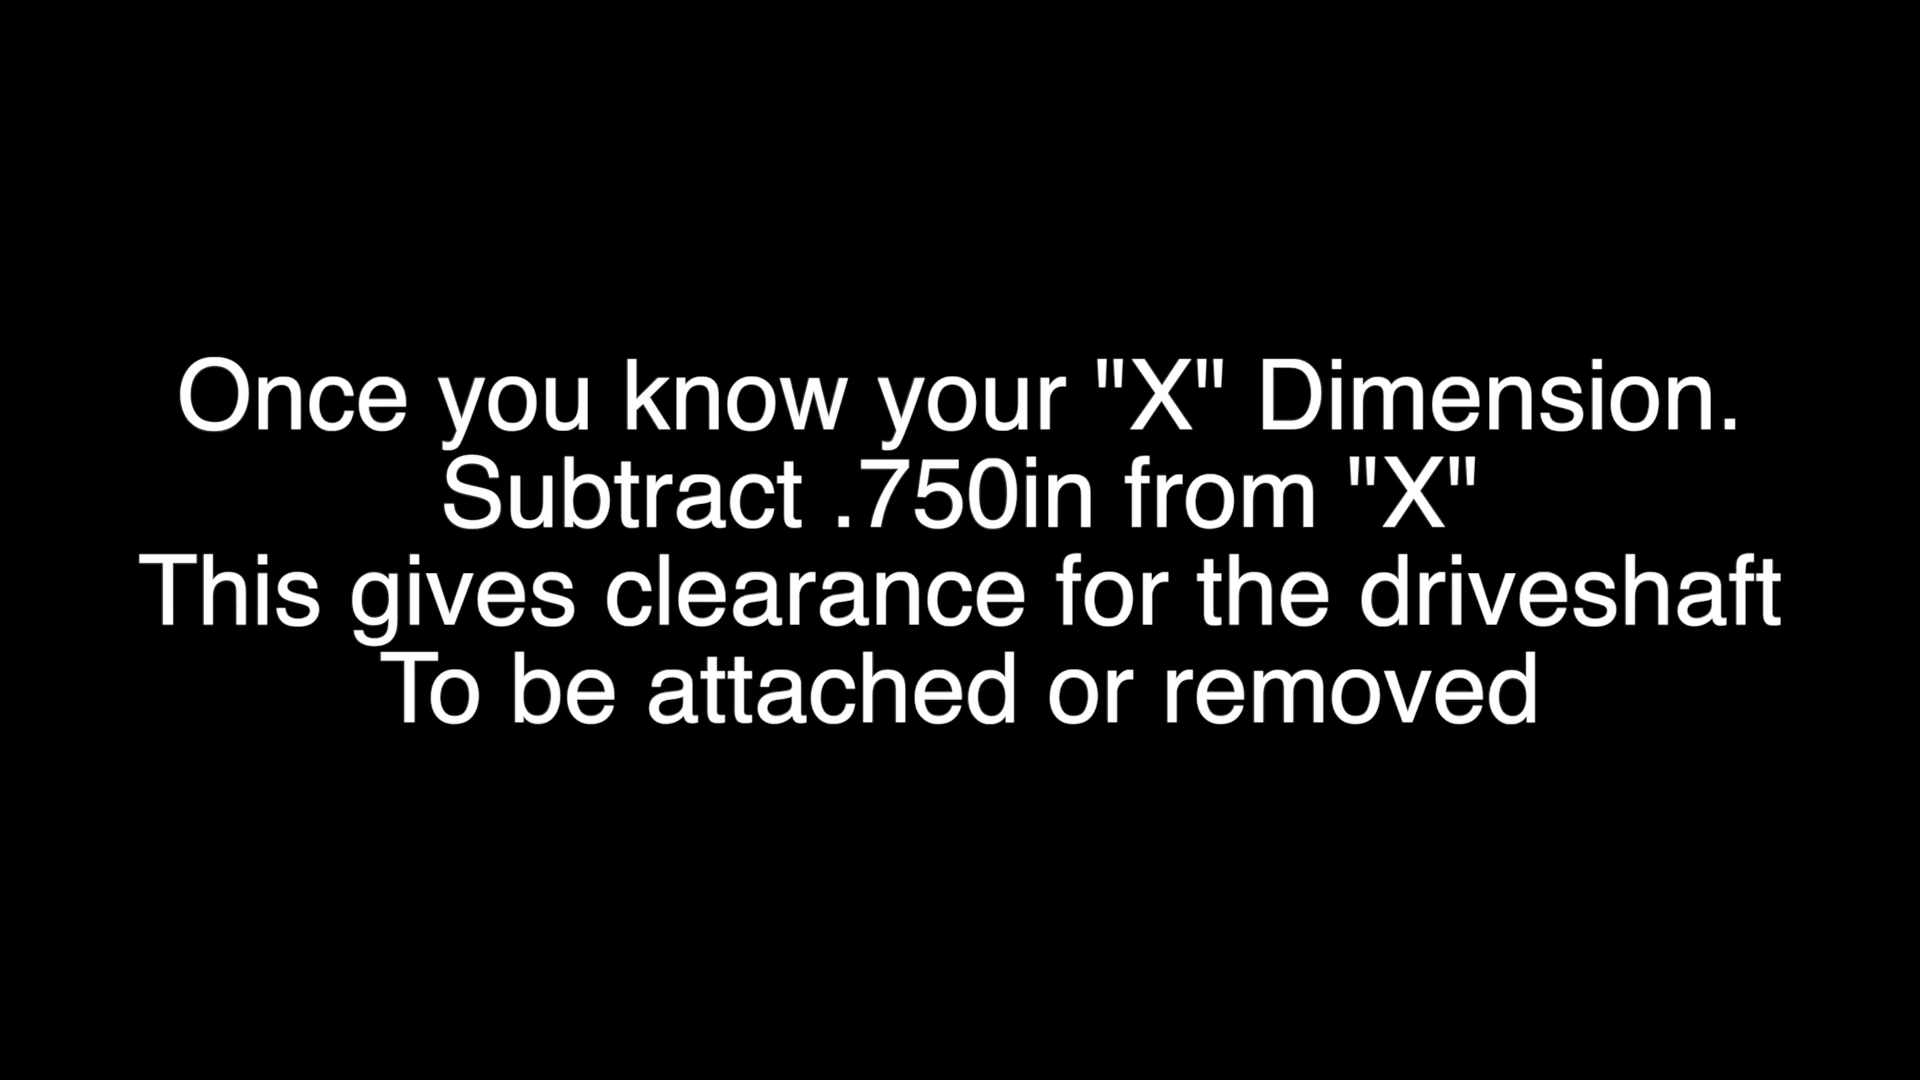 Once you know your "X" Dimension.
Subtract .750in from "X"
This gives clearance for the driveshaft
To be attached or removed